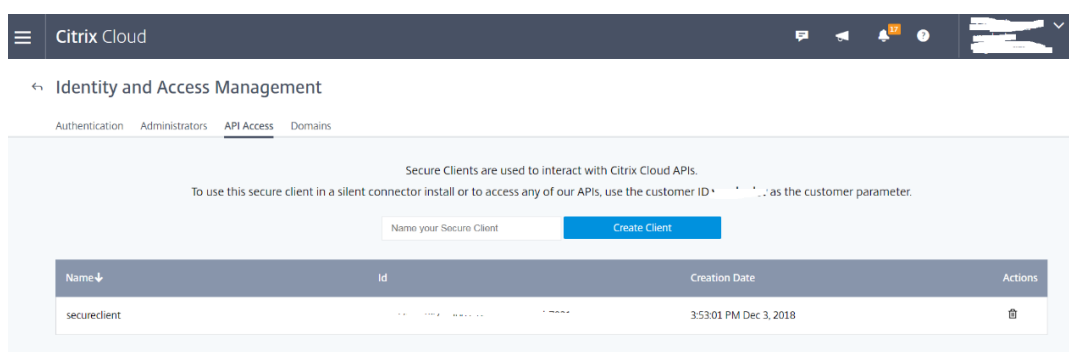 Citrix Cloud
17
?
Identity and Access Management
Authentication Administrators API Access Domains
Secure Clients are used to interact with Citrix Cloud APIs.
To use this secure client in a silent connector install or to access any of our APIs, use the customer ID as the customer parameter.
Name your Secure Client Create Client
Name Id Creation Date Actions
secureclient 3:53:01 PM Dec 3, 2018